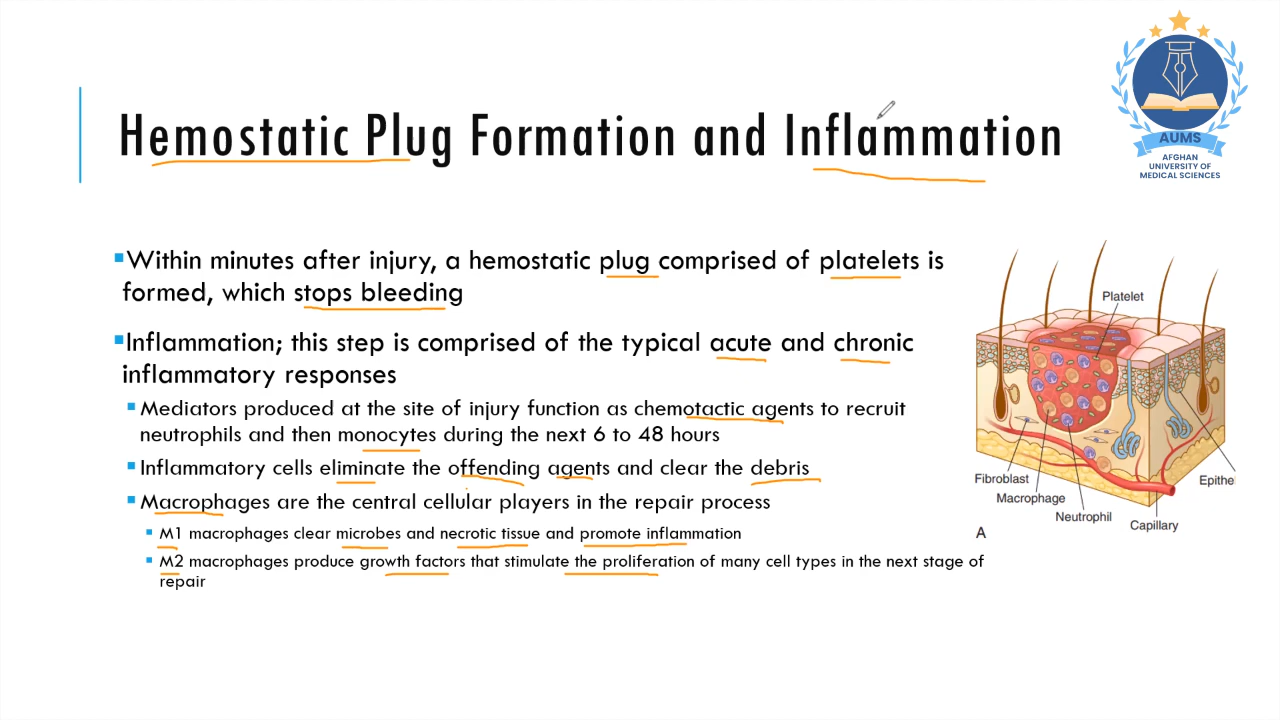 AUMS
AFGHAN
UNIVERSITY OF
MEDICAL SCIENCES
Hemostatic Plug Formation and Inflammation
▪Within minutes after injury, a hemostatic plug comprised of platelets is
formed, which stops bleeding
▪Inflammation; this step is comprised of the typical acute and chronic
inflammatory responses
▪ Mediators produced at the site of injury function as chemotactic agents to recruit
neutrophils and then monocytes during the next 6 to 48 hours
▪ Inflammatory cells eliminate the offending agents and clear the debris
▪ Macrophages are the central cellular players in the repair process
▪ M1 macrophages clear microbes and necrotic tissue and promote inflammation
▪ M2 macrophages produce growth factors that stimulate the proliferation of many cell types in the next stage of
repair
Platelet
Fibroblast
Macrophage
Neutrophil
Capillary
Epithe
A